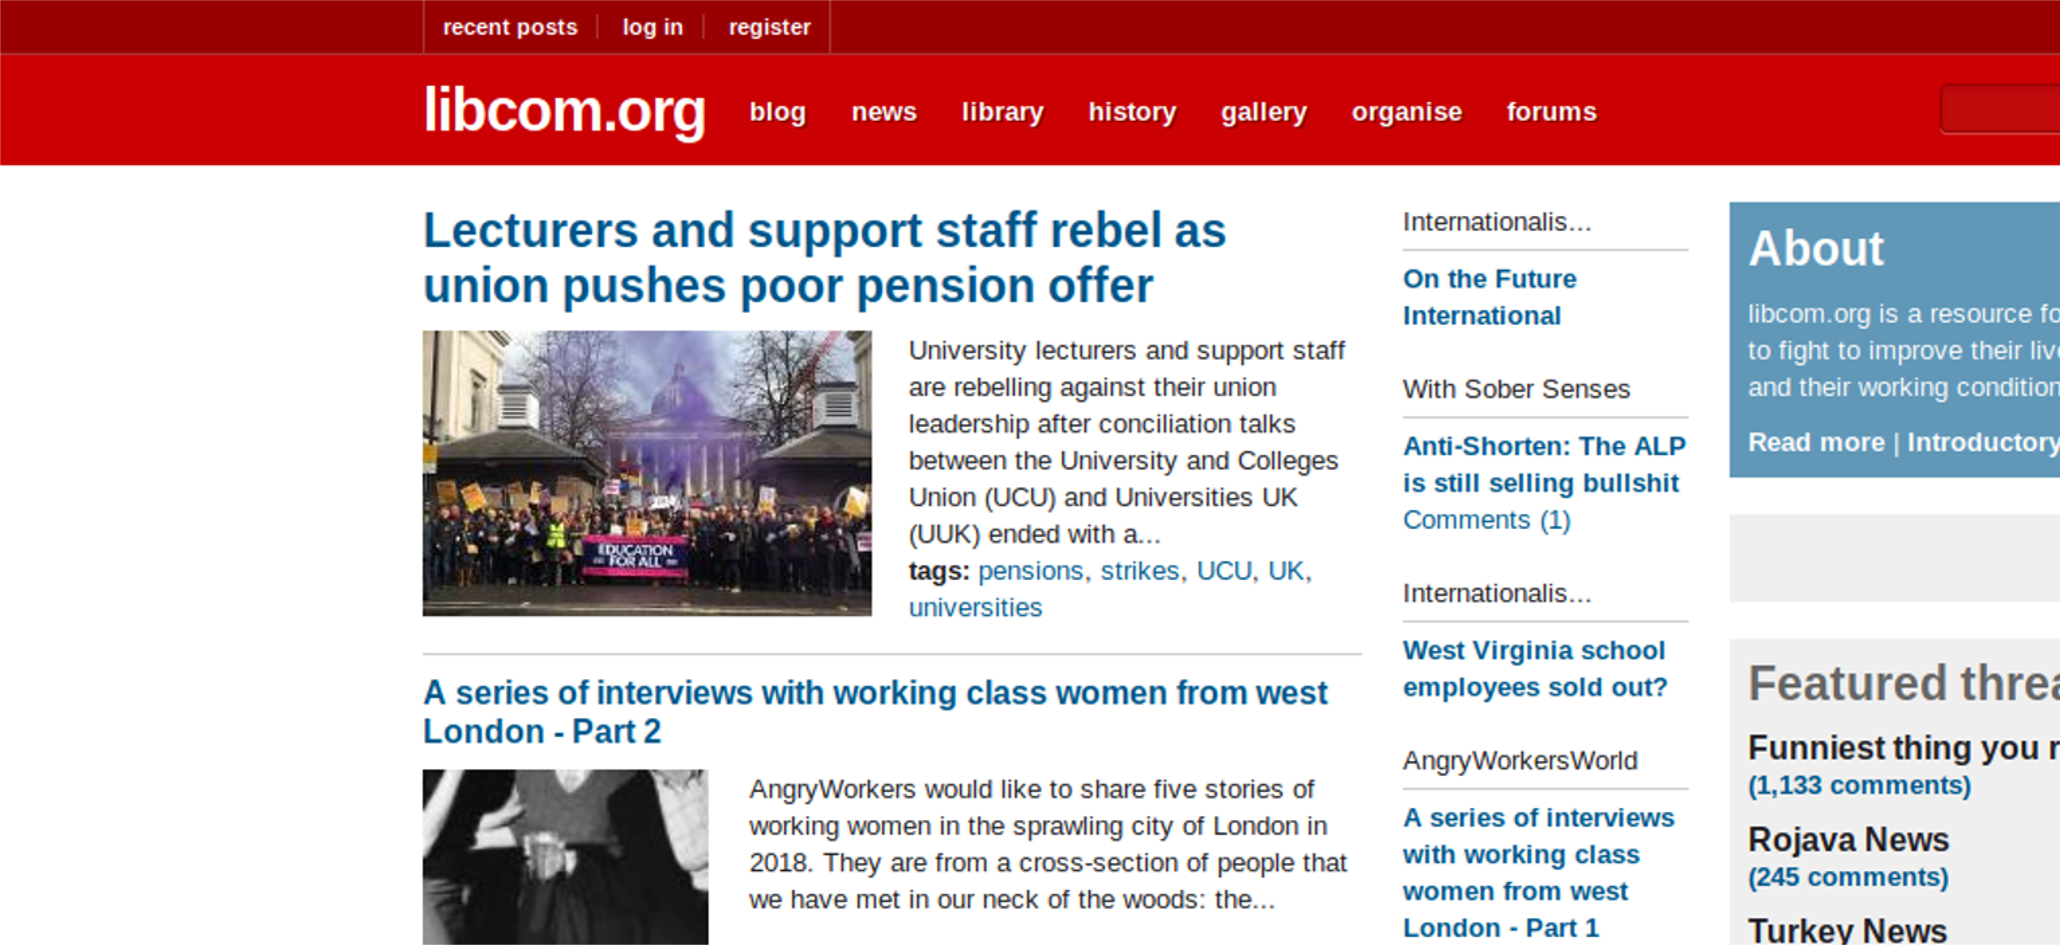 recent posts
log in
register
libcom.org
blog
news
library
history
gallery
organise
forums
Lecturers and support staff rebel as
union pushes poor pension offer
EDUCATION
FOR ALL
University lecturers and support staff
are rebelling against their union
leadership after conciliation talks
between the University and Colleges
Union (UCU) and Universities UK
(UUK) ended with a...
tags: pensions, strikes, UCU, UK,
universities
A series of interviews with working class women from west
London - Part 2
AngryWorkers would like to share five stories of
working women in the sprawling city of London in
2018. They are from a cross-section of people that
we have met in our neck of the woods: the...
Internationalis...
On the Future
International
With Sober Senses
Anti-Shorten: The ALP
is still selling bullshit
Comments (1)
Internationalis...
West Virginia school
employees sold out?
AngryWorkersWorld
A series of interviews
with working class
women from west
London - Part 1
About
libcom.org is a resource fo
to fight to improve their liv
and their working condition
Read more | Introductory
Featured threa
Funniest thing you r
(1,133 comments)
Rojava News
(245 comments)
Turkey News